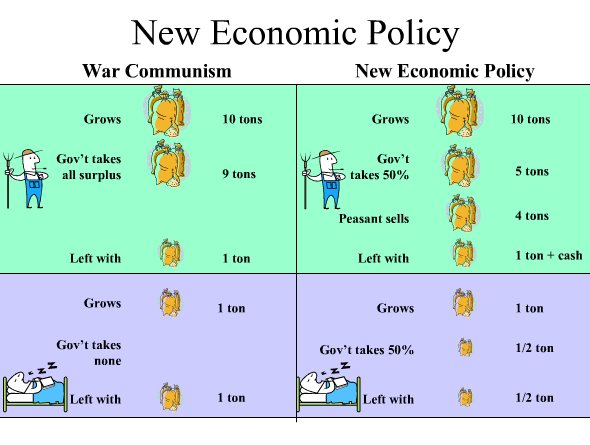 New Economic Policy
War Communism
New Economic Policy
Grows
10 tons
Gov't takes
all surplus
9 tons
Left with
1 ton
Grows
10 tons
Gov't
takes 50%
5 tons
Peasant sells
4 tons
Left with
1 ton + cash
Grows
1 ton
Gov't takes
none
Z Z Z
Left with
1 ton
Grows
1 ton
Gov't takes 50%
1/2 ton
Z Z Z
Left with
1/2 ton